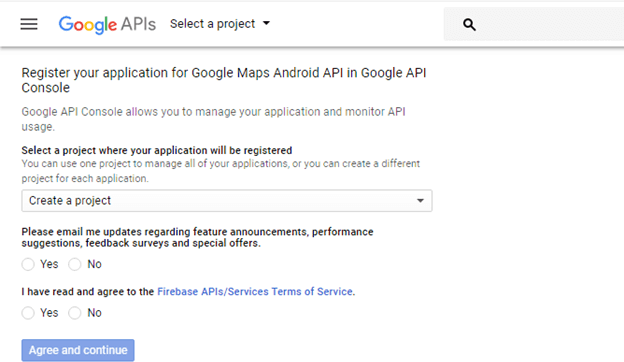 Google APIs Select a project
Register your application for Google Maps Android API in Google API
Console
Google API Console allows you to manage your application and monitor API
usage.
Select a project where your application will be registered
You can use one project to manage all of your applications, or you can create a different
project for each application.
Create a project
Please email me updates regarding feature announcements, performance
suggestions, feedback surveys and special offers.
Yes No
I have read and agree to the Firebase APIs/Services Terms of Service.
Yes No
Agree and continue